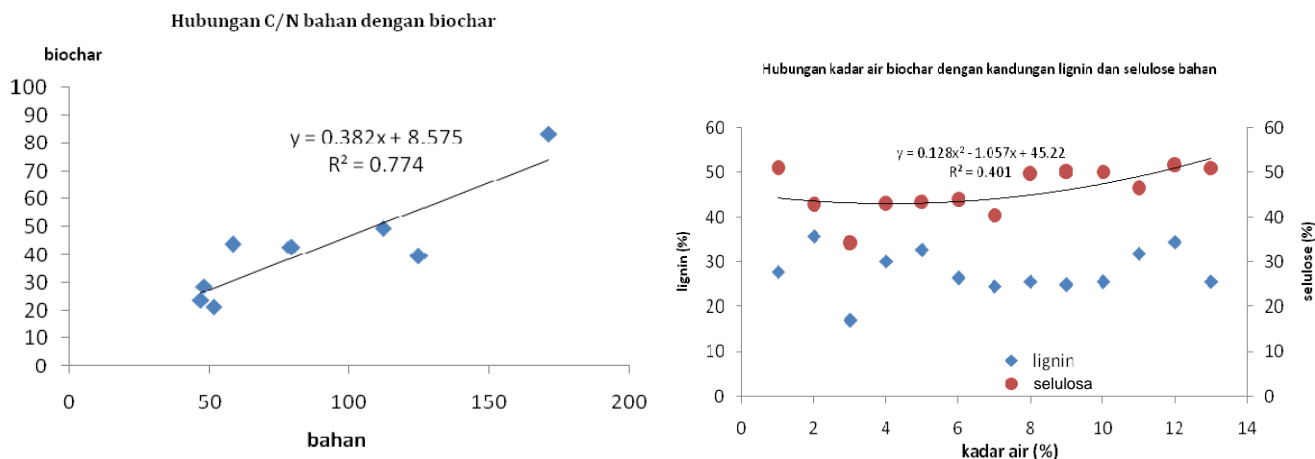 Hubungan C/N bahan dengan biochar
biochar
100
90
80
70
60
50
40
30
20
10
0
y = 0.382x + 8.575
R² = 0.774
0 50 100 150 200
bahan
Hubungan kadar air biochar dengan kandungan lignin dan selulose bahan
60
50
40
30
20
10
0
lignin (%)
y = 0.128x² - 1.057x + 45.22
R² = 0.401
lignin
selulosa
60
50
40
30
20
10
0
selulose (%)
0 2 4 6 8 10 12 14
kadar air (%)